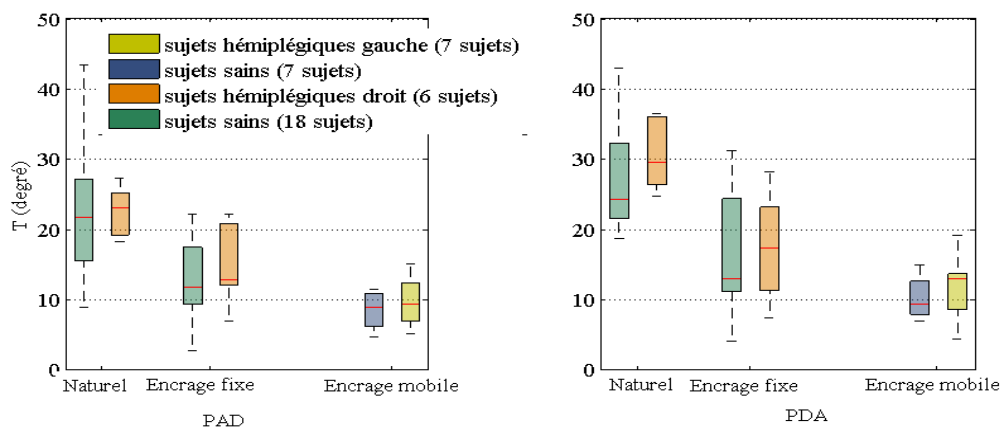 50
40
30
20
10
0
T (degré)
sujets hémiplégiques gauche (7 sujets)
sujets sains (7 sujets)
sujets hémiplégiques droit (6 sujets)
sujets sains (18 sujets)
Naturel Encrage fixe Encrage mobile
PAD
50
40
30
20
10
0
Naturel Encrage fixe Encrage mobile
PDA